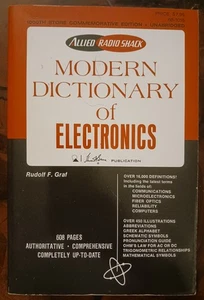 ALLIED RADIO SHACK
MODERN
DICTIONARY
of
ELECTRONICS
PUBLICATION
Rudolf F. Graf
OVER 16,000 DEFINITIONS!
Including the latest terms
in the fields of:
COMMUNICATIONS
MICROELECTRONICS
FIBER OPTICS
RELIABILITY
COMPUTERS
608 PAGES
AUTHORITATIVE • COMPREHENSIVE
COMPLETELY UP-TO-DATE
ILLUSTRATIONS
ABBREVIATIONS
GREEK ALPHABET
SCHEMATIC SYMBOLS
PRONUNCIATION GUIDE
OHM'S LAW FOR AC OR DC
TRIGONOMETRIC RELATIONSHIPS
MATHEMATICAL SYMBOLS